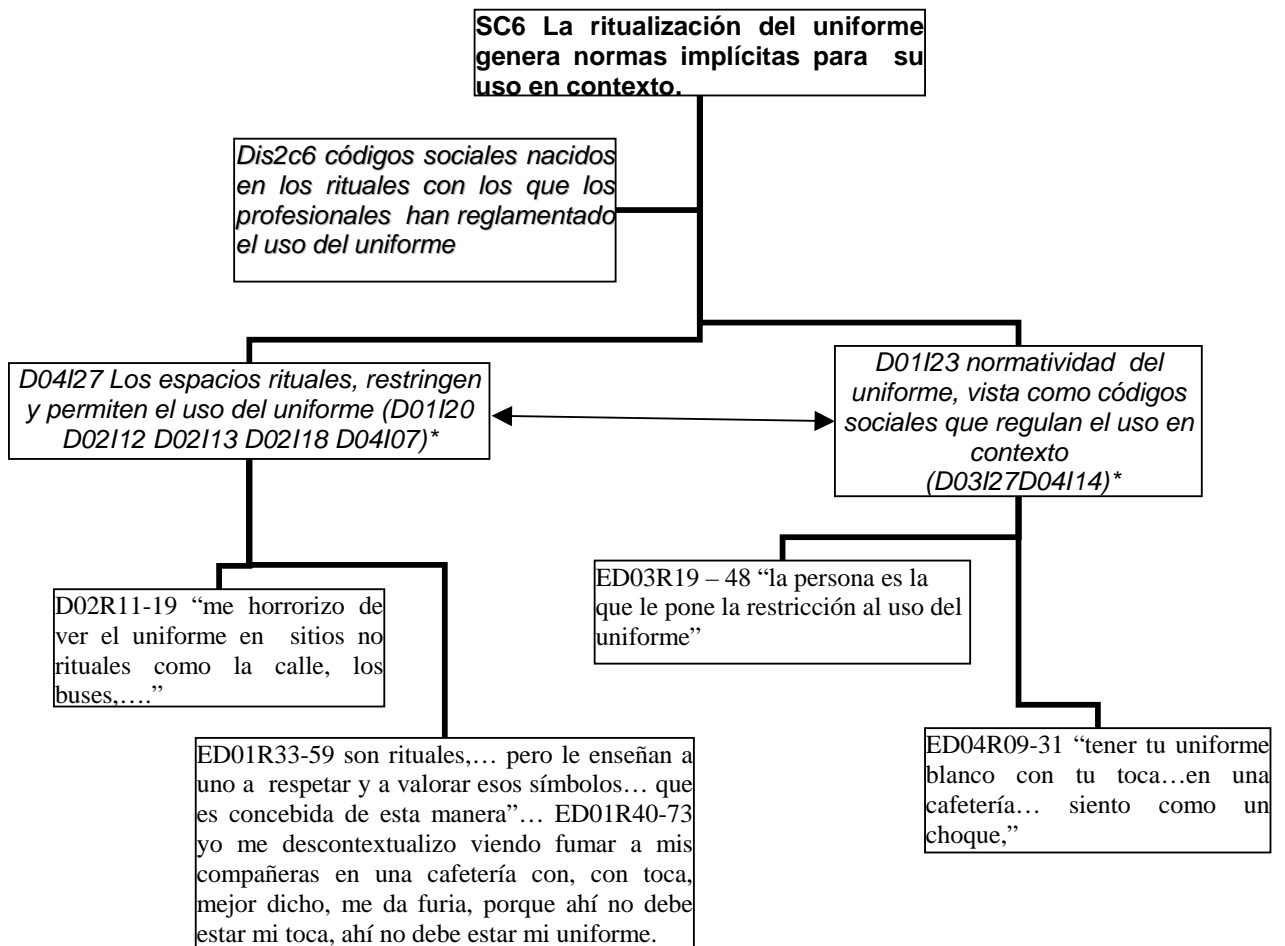 SC6 La ritualización del uniforme
genera normas implícitas para su
uso en contexto.
Dis2c6 códigos sociales nacidos
en los rituales con los que los
profesionales han reglamentado
el uso del uniforme
D04I27 Los espacios rituales, restringen
y permiten el uso del uniforme (D01I20
D02I12 D02I13 D02I18 D04I07)*
D01I23 normatividad del
uniforme, vista como códigos
sociales que regulan el uso en
contexto
(D03I27D04I14)*
D02R11-19 “me horrorizo de
ver el uniforme en sitios no
rituales como la calle, los
buses,….”
ED03R19 – 48 “la persona es la
que le pone la restricción al uso del
uniforme”
ED01R33-59 son rituales,… pero le enseñan a
uno a respetar y a valorar esos símbolos… que
es concebida de esta manera”… ED01R40-73
yo me descontextualizo viendo fumar a mis
compañeras en una cafetería con, con toca,
mejor dicho, me da furia, porque ahí no debe
estar mi toca, ahí no debe estar mi uniforme.
ED04R09-31 “tener tu uniforme
blanco con tu toca…en una
cafetería… siento como un
choque,”